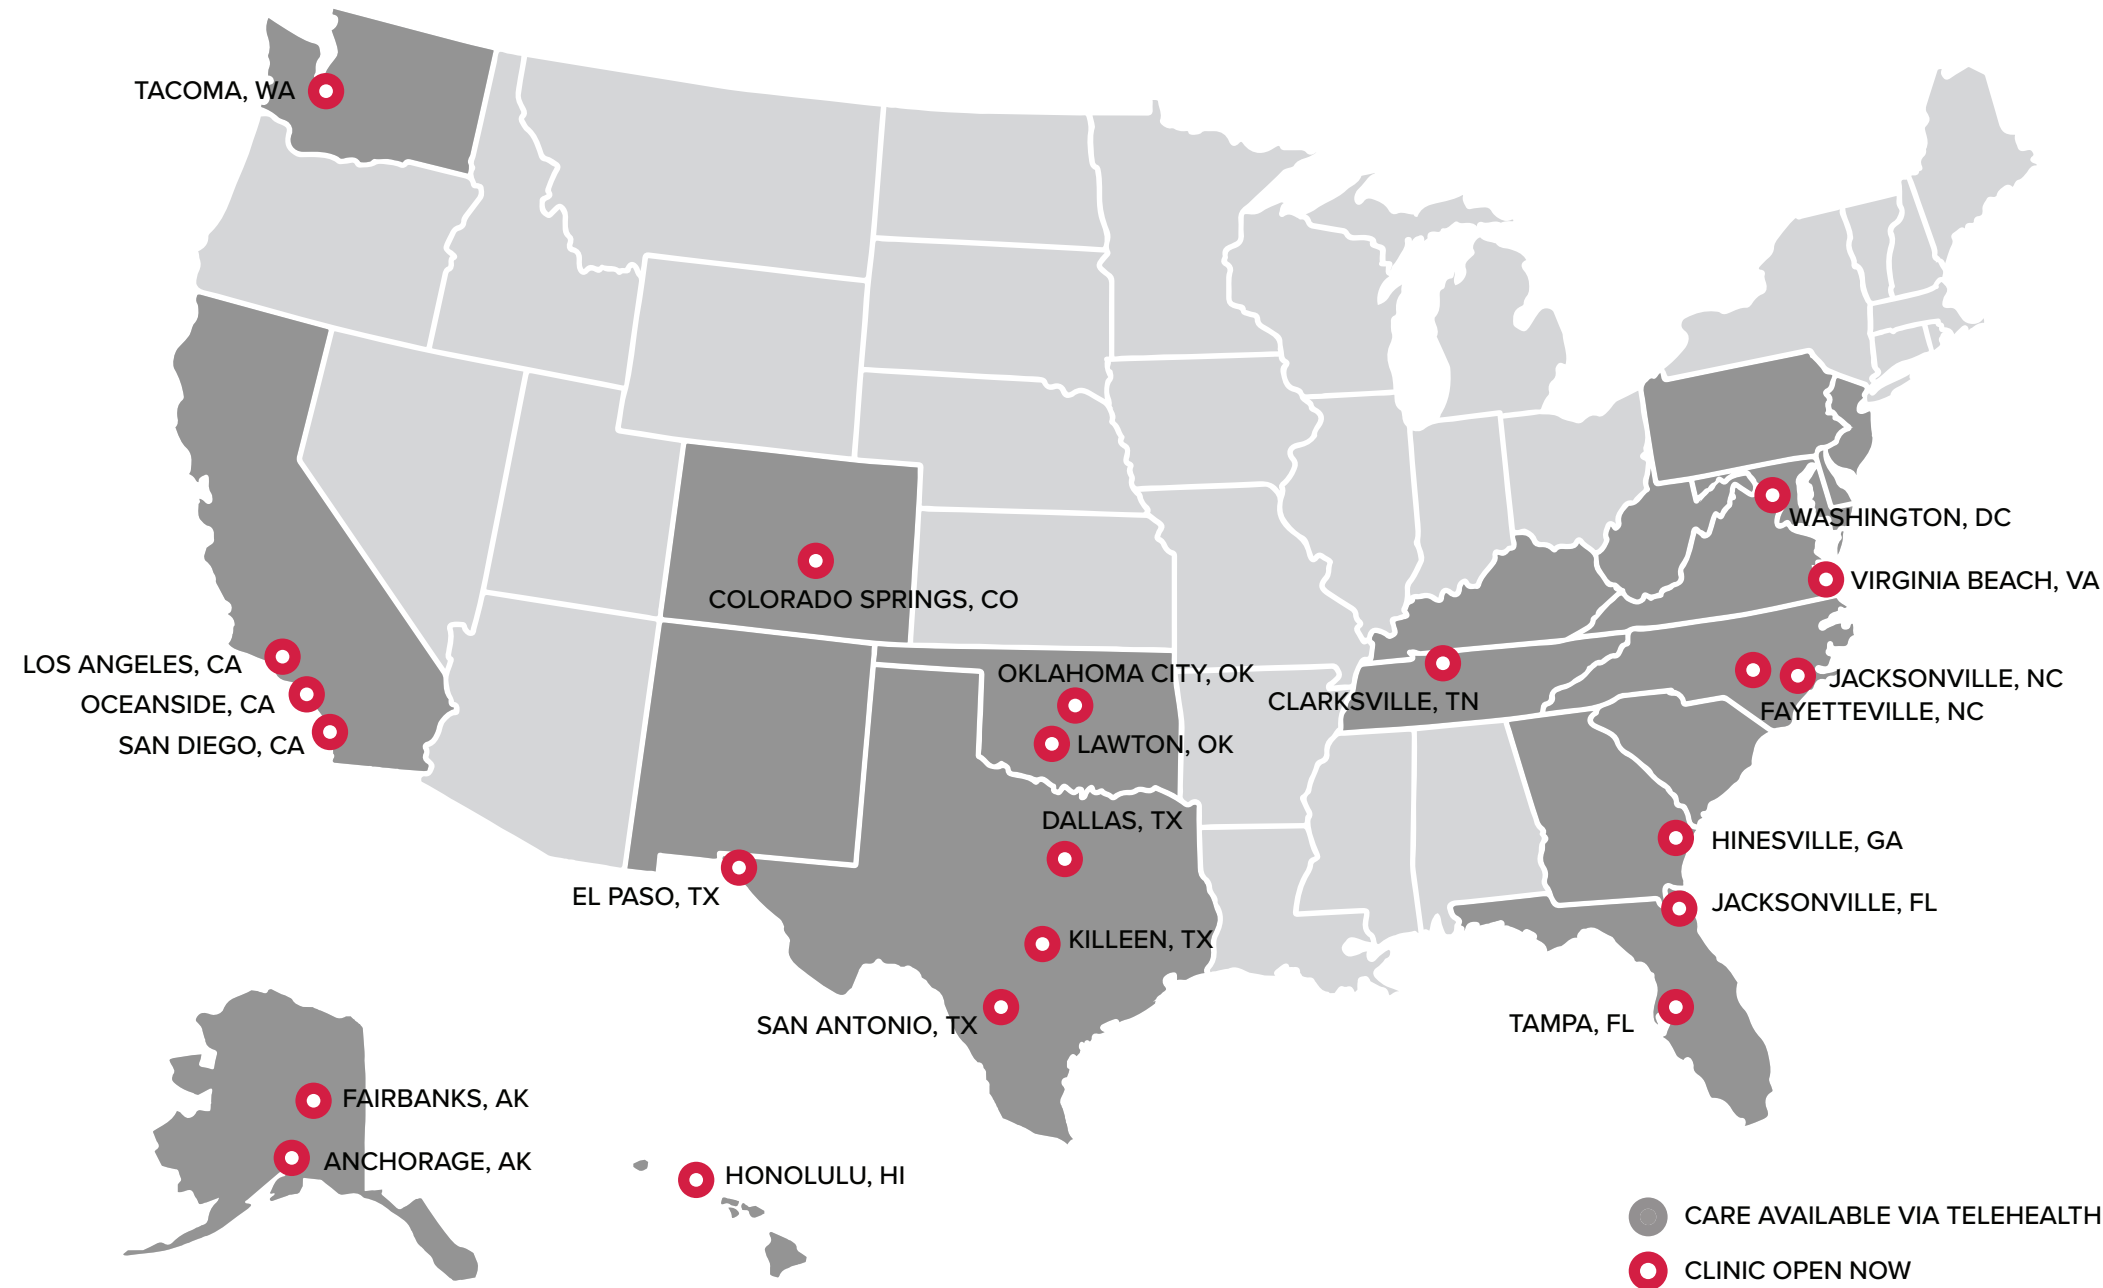 TACOMA, WA
WASHINGTON, DC
VIRGINIA BEACH, VA
COLORADO SPRINGS, CO
LOS ANGELES, CA
OCEANSIDE, CA
SAN DIEGO, CA
OKLAHOMA CITY, OK
LAWTON, OK
CLARKSVILLE, TN
JACKSONVILLE, NC
FAYETTEVILLE, NC
DALLAS, TX
EL PASO, TX
KILLEEN, TX
SAN ANTONIO, TX
HINESVILLE, GA
JACKSONVILLE, FL
TAMPA, FL
FAIRBANKS, AK
ANCHORAGE, AK
HONOLULU, HI
CARE AVAILABLE VIA TELEHEALTH
CLINIC OPEN NOW